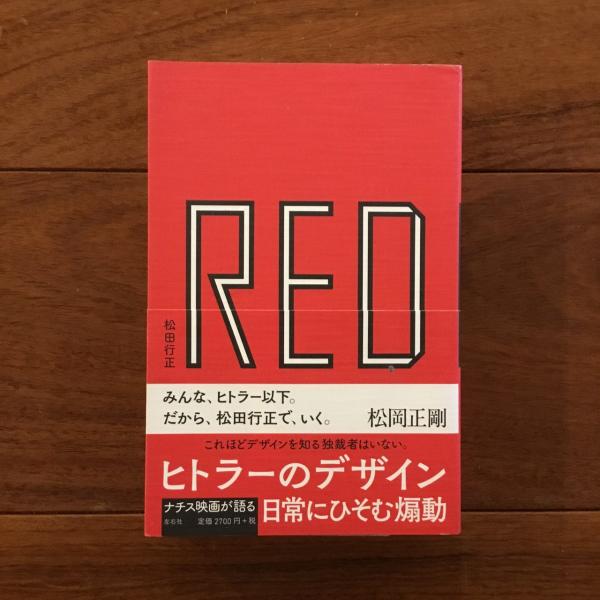 RED
松田行正
みんな、ヒトラー以下。
だから、松田行正で、いく。
松岡正剛
これほどデザインを知る独裁者はいない。
ヒトラーのデザイン
ナチス映画が語る
日常にひそむ煽動
左右社
定価 2700円+税